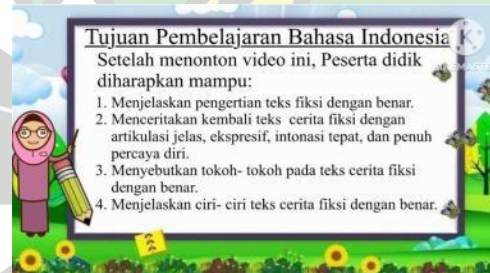 Tujuan Pembelajaran Bahasa Indonesia
Setelah menonton video ini, Peserta didik
diharapkan mampu:
1. Menjelaskan pengertian teks fiksi dengan benar.
2. Menceritakan kembali teks cerita fiksi dengan
artikulasi jelas, ekspresif, intonasi tepat, dan penuh
percaya diri.
3. Menyebutkan tokoh- tokoh pada teks cerita fiksi
dengan benar.
4. Menjelaskan ciri- ciri teks cerita fiksi dengan benar.
K